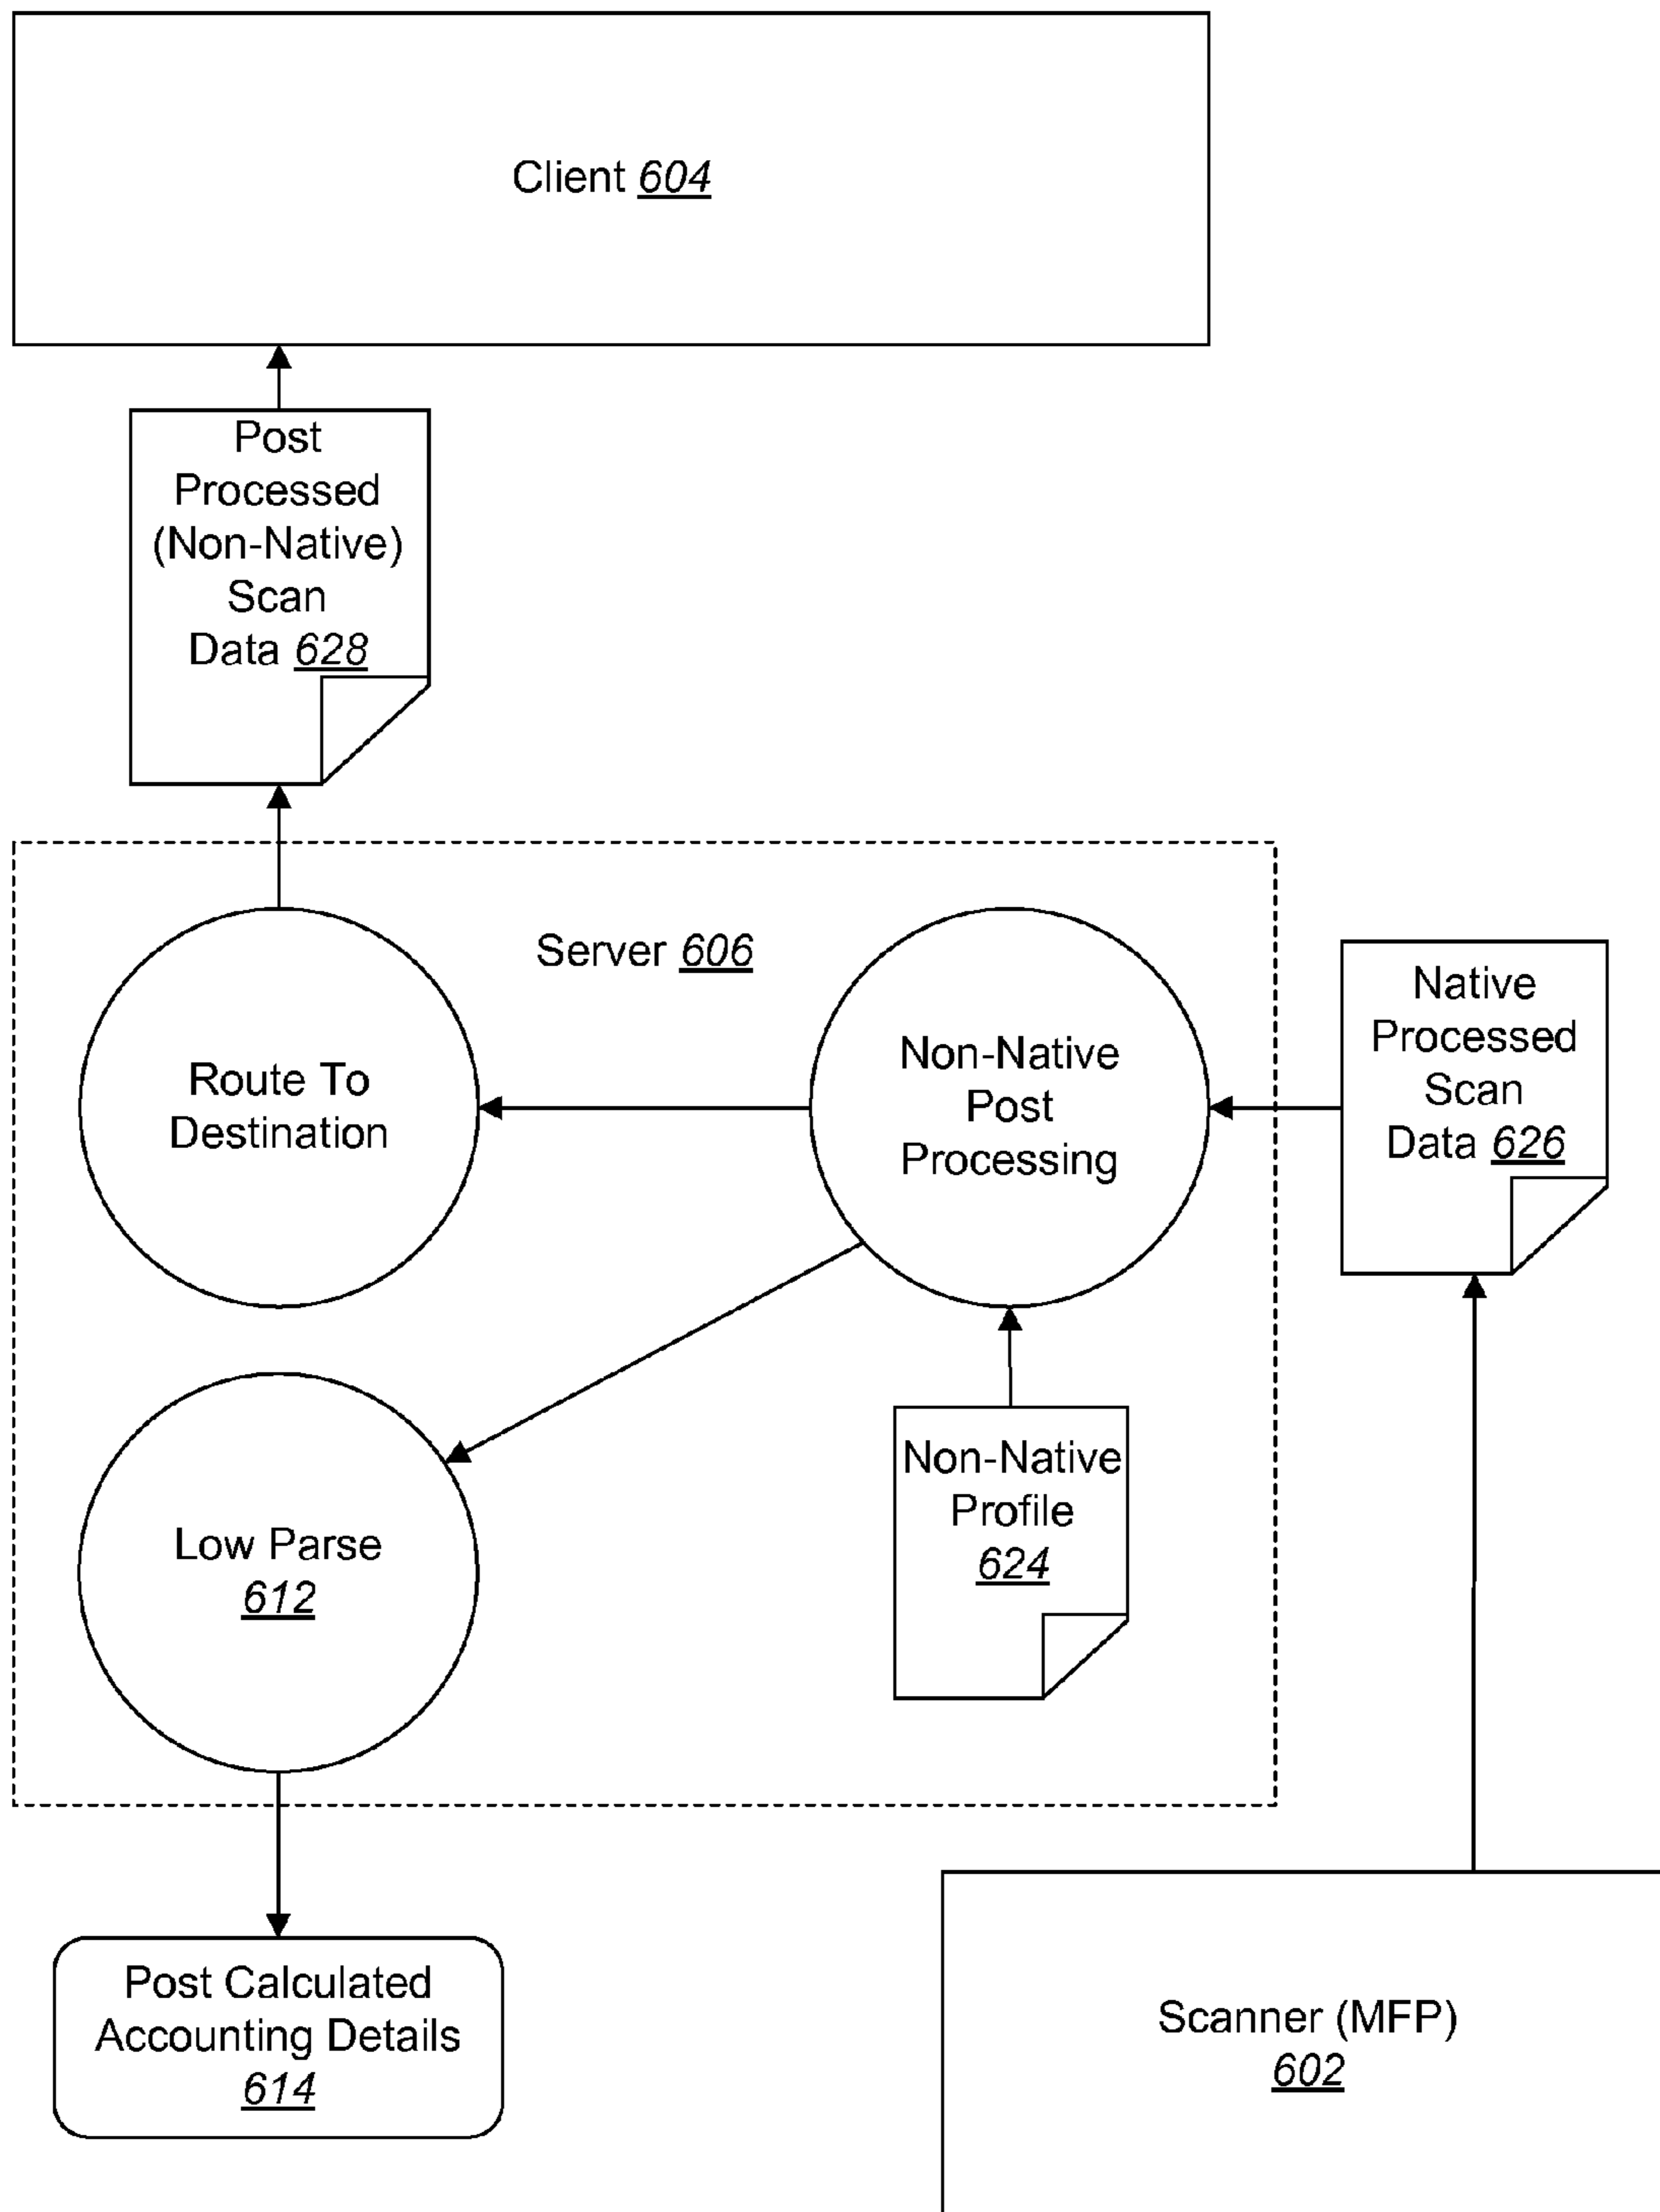 Client 604
Post
Processed
(Non-Native)
Scan
Data 628
Server 606
Route To
Destination
Non-Native
Post
Processing
Native
Processed
Scan
Data 626
Low Parse
612
Non-Native
Profile
624
Post Calculated
Accounting Details
614
Scanner (MFP)
602